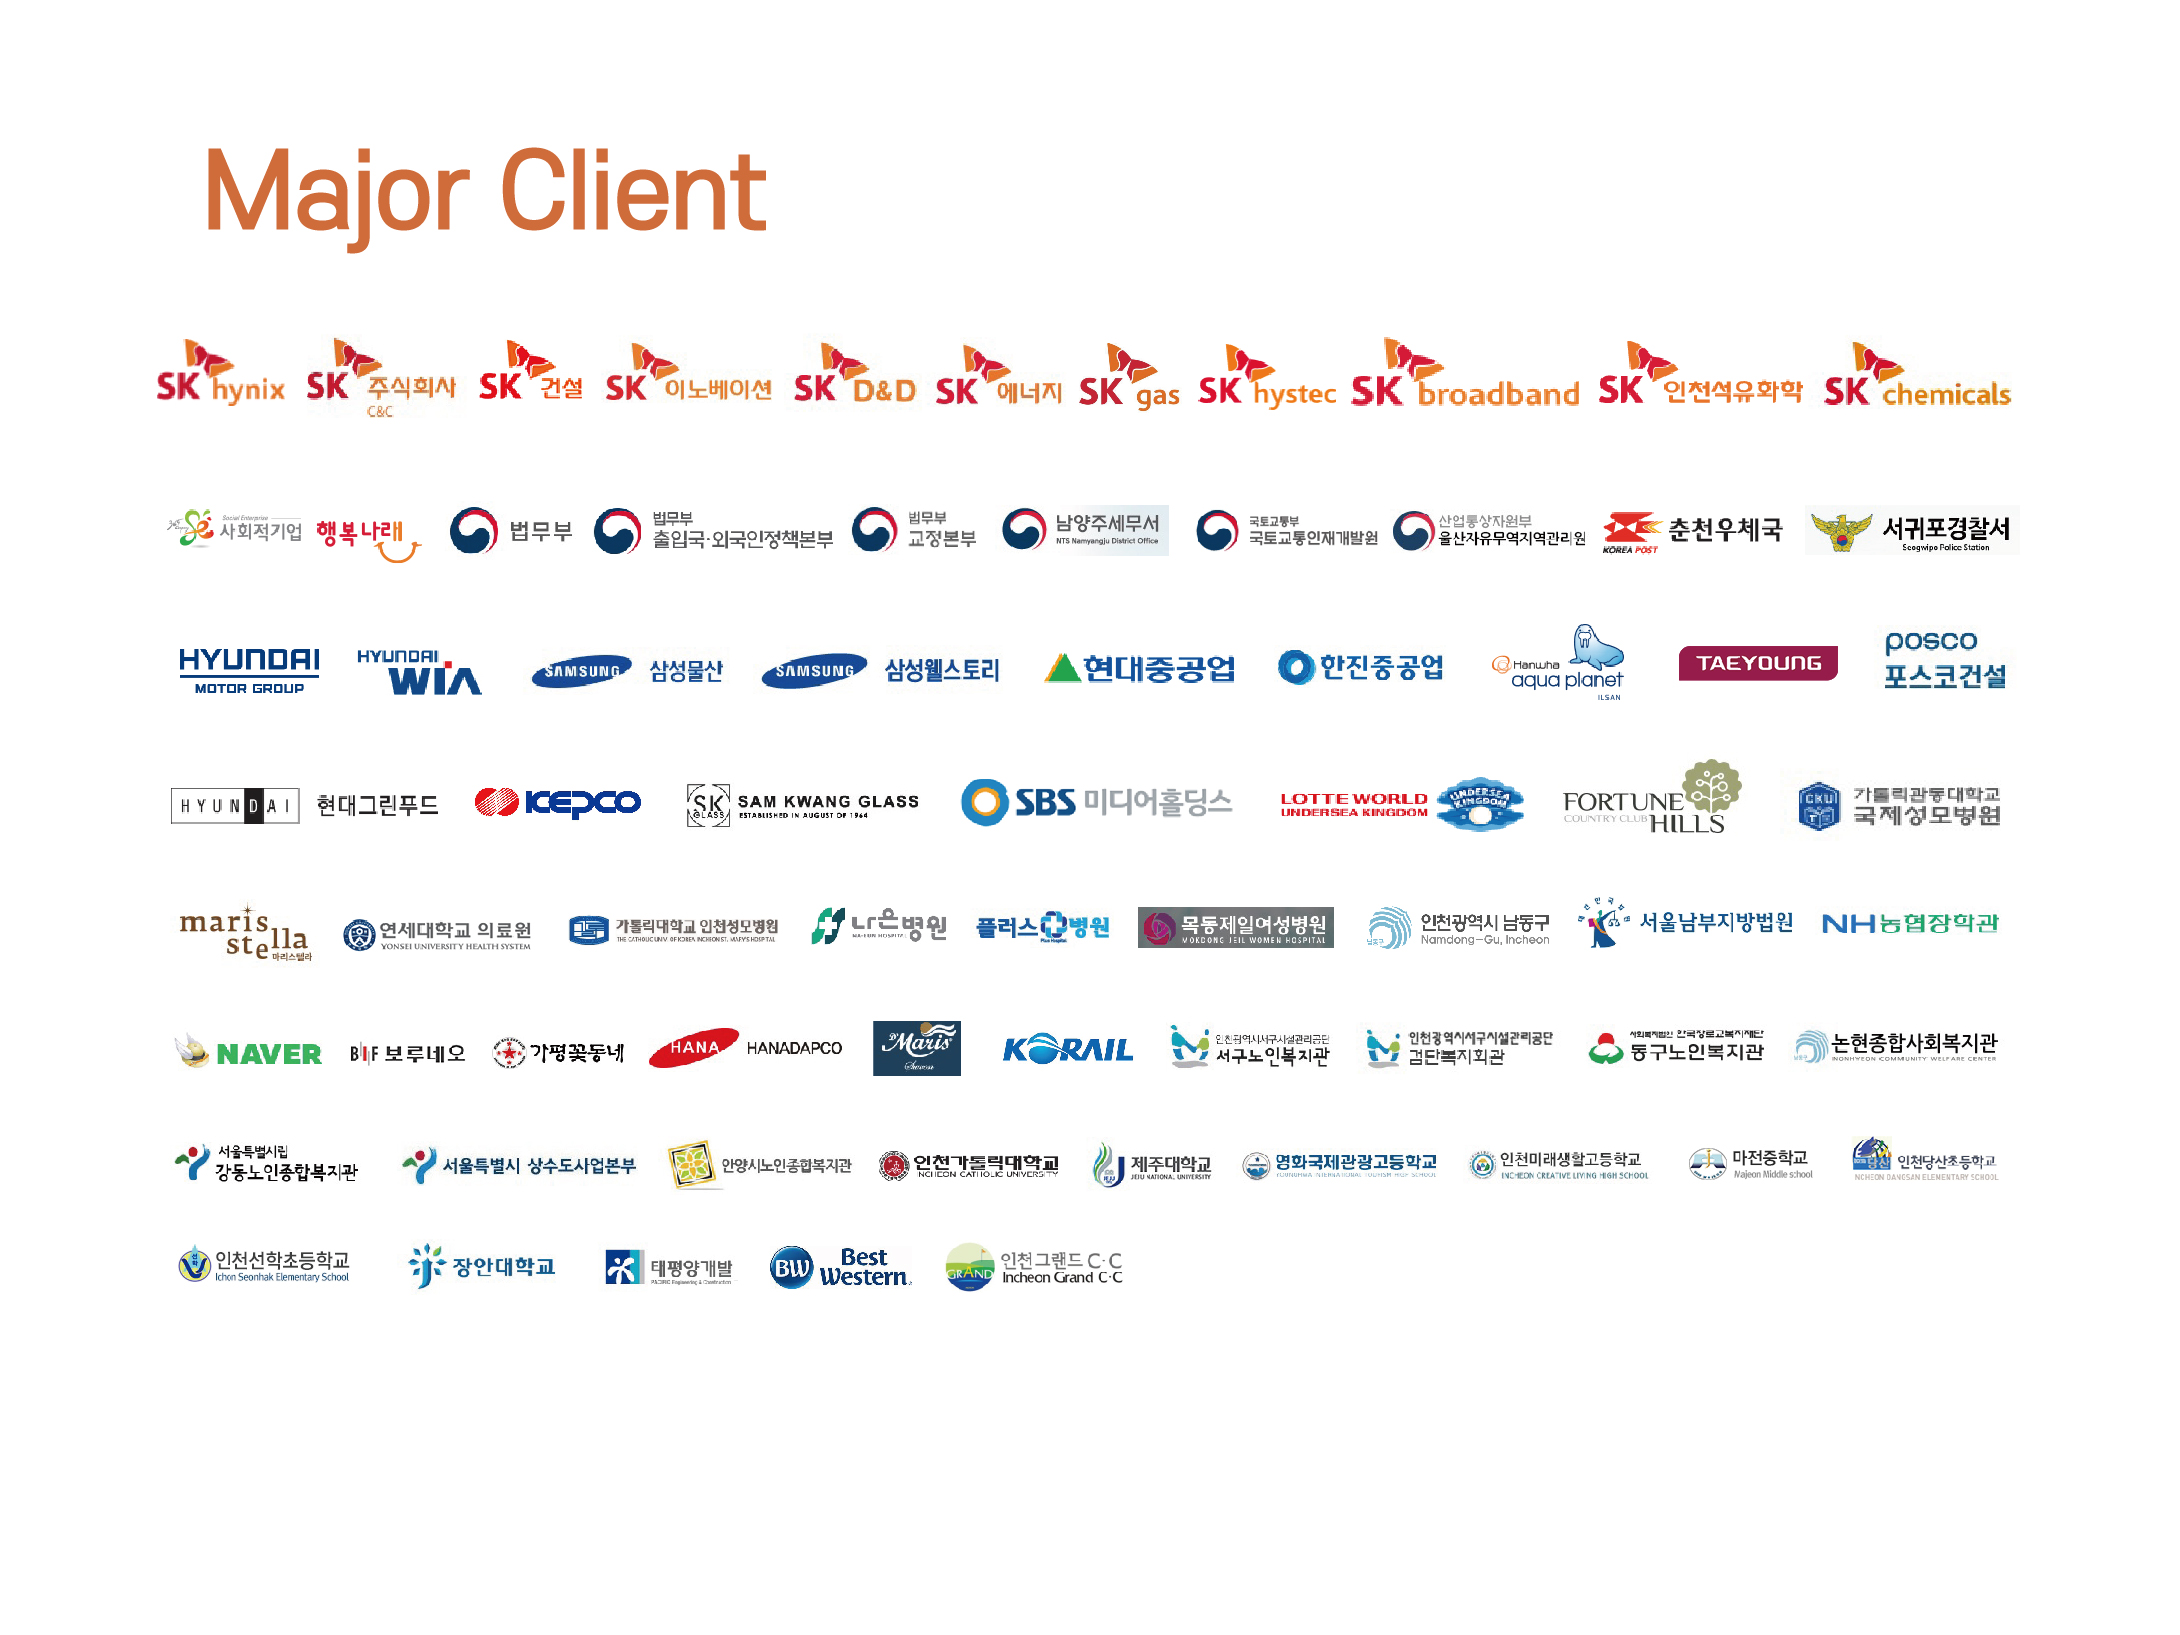 Major Client
SK hynix
SK 주식회사
C&C
SK 건설
SK 이노베이션
SK D&D
SK 에너지
SK gas
SK hystec
SK broadband
SK 인천석유화학
SK chemicals
Social Enterprise
사회적기업
행복나래
법무부
법무부
출입국·외국인정책본부
법무부
교정본부
남양주세무서
NTS Namyangju District Office
국토교통부
국토교통인재개발원
산업통상자원부
울산자유무역지역관리원
KOREA POST
춘천우체국
서귀포경찰서
Seogwipo Police Station
HYUNDAI
MOTOR GROUP
HYUNDAI
WIA
SAMSUNG 삼성물산
SAMSUNG 삼성웰스토리
현대중공업
한진중공업
Hanwha
aqua planet
ILSAN
TAEYOUNG
posco
포스코건설
HYUNDAI 현대그린푸드
KEPCO
SK
GLASS
SAM KWANG GLASS
ESTABLISHED IN AUGUST OF 1964
SBS 미디어홀딩스
LOTTE WORLD
UNDERSEA KINGDOM
UNDERSEA
KINGDOM
FORTUNE
COUNTRY CLUB
HILLS
CKU
가톨릭관동대학교
국제성모병원
maris
stella
마리스텔라
연세대학교 의료원
YONSEI UNIVERSITY HEALTH SYSTEM
가톨릭대학교 인천성모병원
THE CATHOLIC UNIV. OF KOREA INCHEON ST. MARY'S HOSPITAL
나은병원
NA-EUN HOSPITAL
플러스병원
Plus Hospital
목동제일여성병원
MOKDONG JEIL WOMEN HOSPITAL
남동구
인천광역시 남동구
Namdong-Gu, Incheon
대한민국법원
서울남부지방법원
NH농협장학관
NAVER
BIF 보루네오
가평꽃동네
HANA
HANADAPCO
D'Maris
KORAIL
인천광역시서구시설관리공단
서구노인복지관
인천광역시서구시설관리공단
검단복지회관
사회복지법인 한국장로교복지재단
동구노인복지관
남동구
논현종합사회복지관
NONHYEON COMMUNITY WELFARE CENTER
서울특별시립
강동노인종합복지관
서울특별시 상수도사업본부
안양시노인종합복지관
인천가톨릭대학교
INCHEON CATHOLIC UNIVERSITY
제주대학교
JEJU NATIONAL UNIVERSITY
영화국제관광고등학교
YOUNGHWA INTERNATIONAL TOURISM HIGH SCHOOL
인천미래생활고등학교
INCHEON CREATIVE LIVING HIGH SCHOOL
마전중학교
Majeon Middle school
당산
인천당산초등학교
NCHEON DANGSAN ELEMENTARY SCHOOL
선학
인천선학초등학교
Ichon Seonhak Elementary School
장안대학교
태평양개발
PACIFIC Engineering & Construction
BW
Best
Western
GRAND
인천그랜드 C·C
Incheon Grand C·C